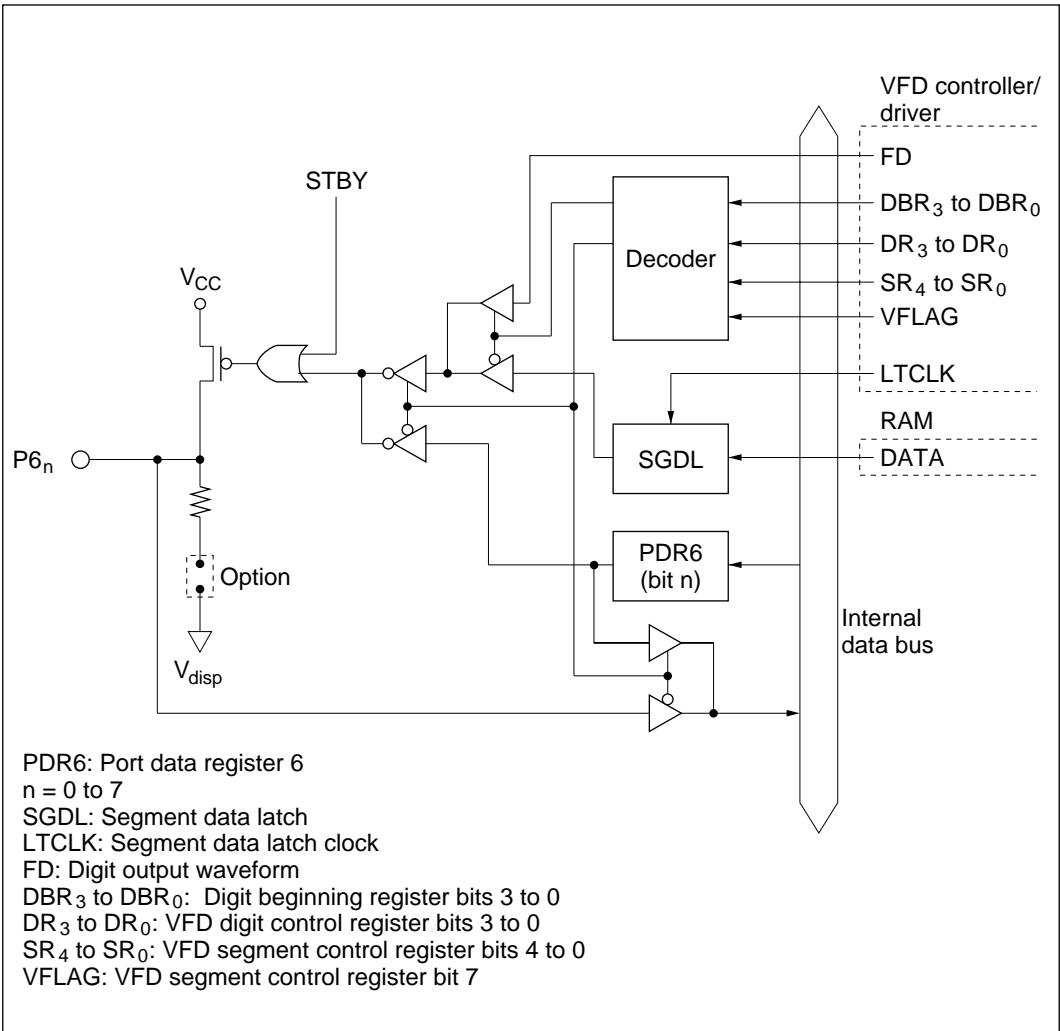 VFD controller/
driver
FD
STBY
DBR3 to DBR0
DR3 to DR0
Decoder
SR4 to SR0
VCC
VFLAG
LTCLK
RAM
P6n
SGDL
DATA
PDR6
(bit n)
Option
Internal
data bus
Vdisp
PDR6: Port data register 6
n = 0 to 7
SGDL: Segment data latch
LTCLK: Segment data latch clock
FD: Digit output waveform
DBR3 to DBR0: Digit beginning register bits 3 to 0
DR3 to DR0: VFD digit control register bits 3 to 0
SR4 to SR0: VFD segment control register bits 4 to 0
VFLAG: VFD segment control register bit 7